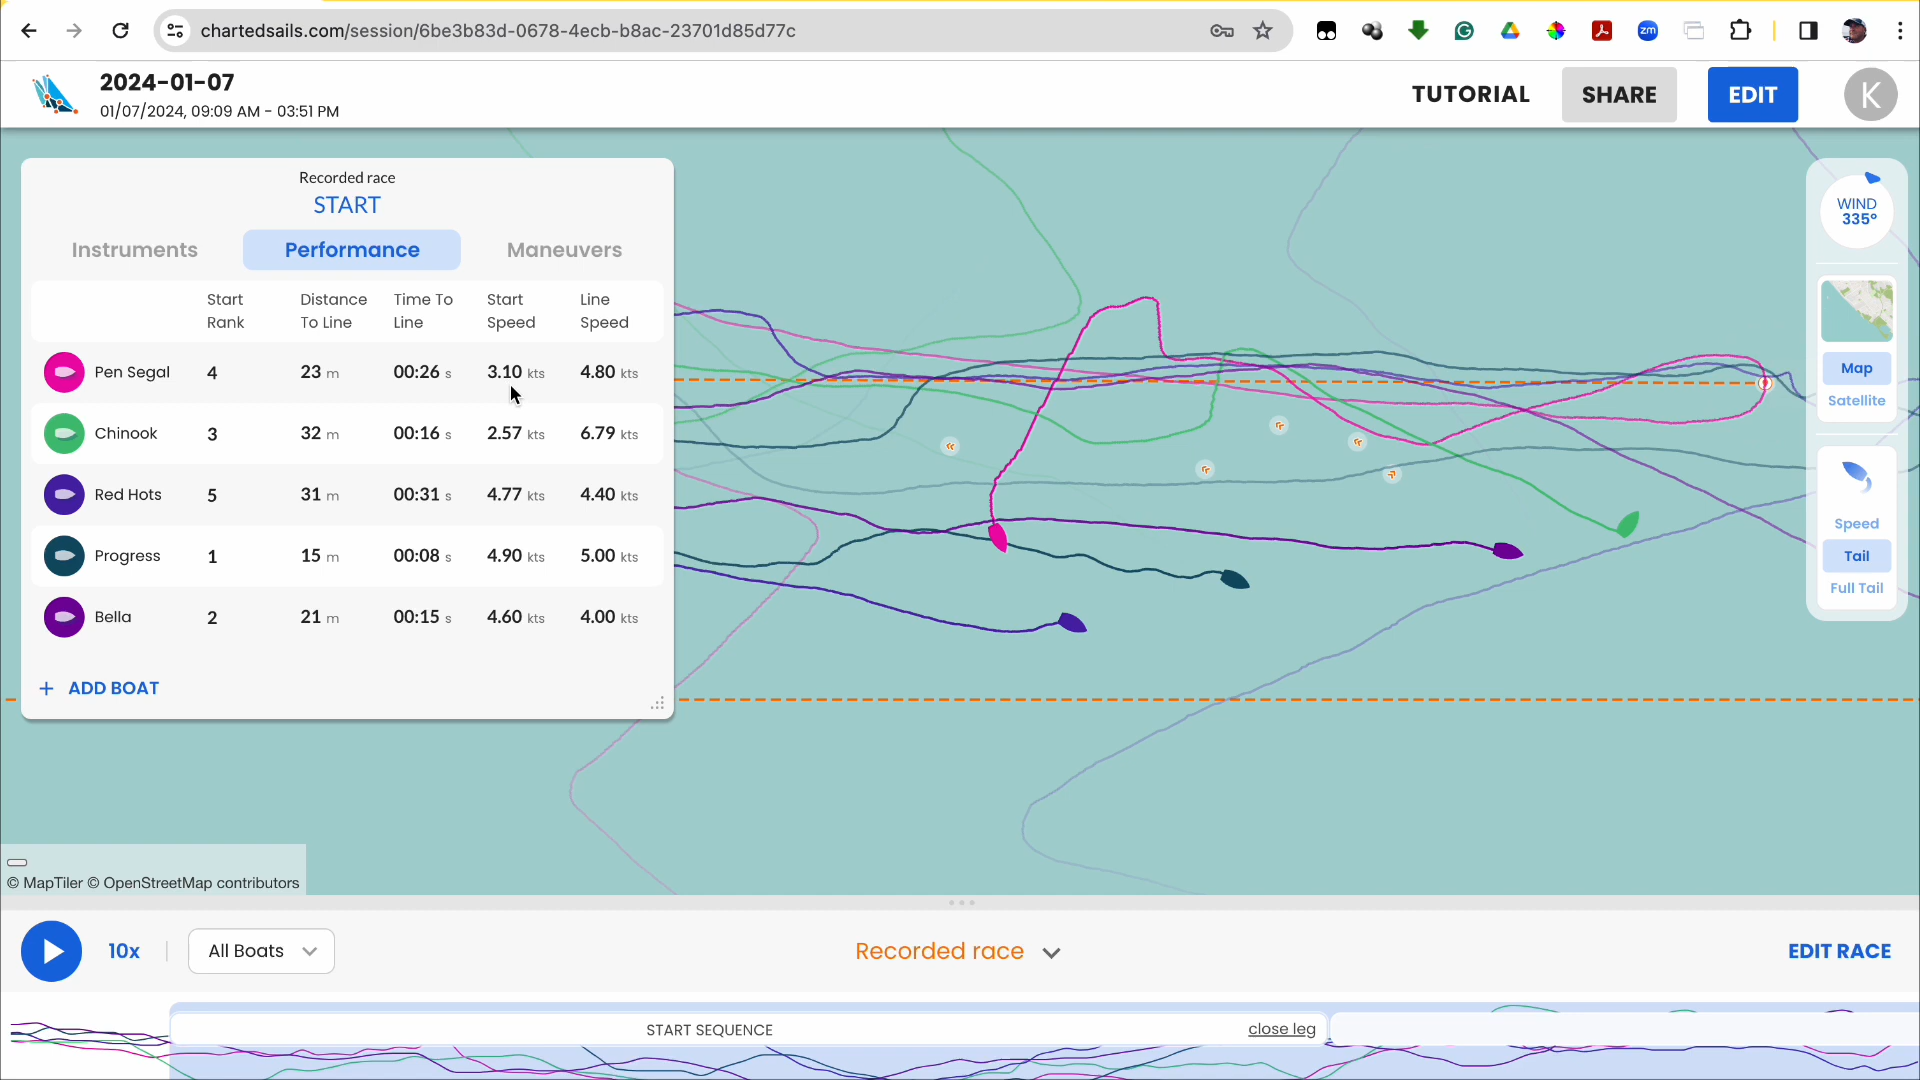 chartedsails.com/session/6be3b83d-0678-4ecb-b8ac-23701d85d77c
zm
2024-01-07
01/07/2024, 09:09 AM - 03:51 PM
TUTORIAL
SHARE
EDIT
K
Recorded race
START
Instruments Performance Maneuvers
Start Rank Distance To Line Time To Line Start Speed Line Speed
Pen Segal 4 23 m 00:26 s 3.10 kts 4.80 kts
Chinook 3 32 m 00:16 s 2.57 kts 6.79 kts
Red Hots 5 31 m 00:31 s 4.77 kts 4.40 kts
Progress 1 15 m 00:08 s 4.90 kts 5.00 kts
Bella 2 21 m 00:15 s 4.60 kts 4.00 kts
+ ADD BOAT
WIND
335°
Map
Satellite
Speed
Tail
Full Tail
© MapTiler © OpenStreetMap contributors
10x
All Boats
Recorded race
EDIT RACE
START SEQUENCE
close leg